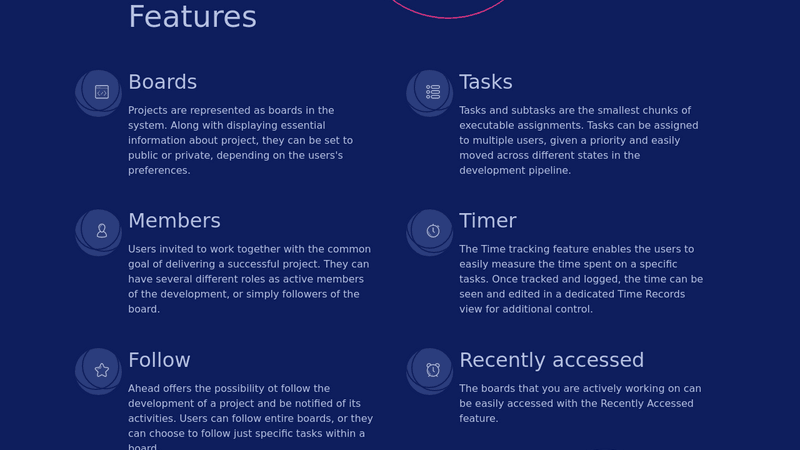 Features
Boards
Projects are represented as boards in the
system. Along with displaying essential
information about project, they can be set to
public or private, depending on the users's
preferences.
Tasks
Tasks and subtasks are the smallest chunks of
executable assignments. Tasks can be assigned
to multiple users, given a priority and easily
moved across different states in the
development pipeline.
Members
Users invited to work together with the common
goal of delivering a successful project. They can
have several different roles as active members
of the development, or simply followers of the
board.
Timer
The Time tracking feature enables the users to
easily measure the time spent on a specific
tasks. Once tracked and logged, the time can be
seen and edited in a dedicated Time Records
view for additional control.
Follow
Ahead offers the possibility ot follow the
development of a project and be notified of its
activities. Users can follow entire boards, or they
can choose to follow just specific tasks within a
board.
Recently accessed
The boards that you are actively working on can
be easily accessed with the Recently Accessed
feature.